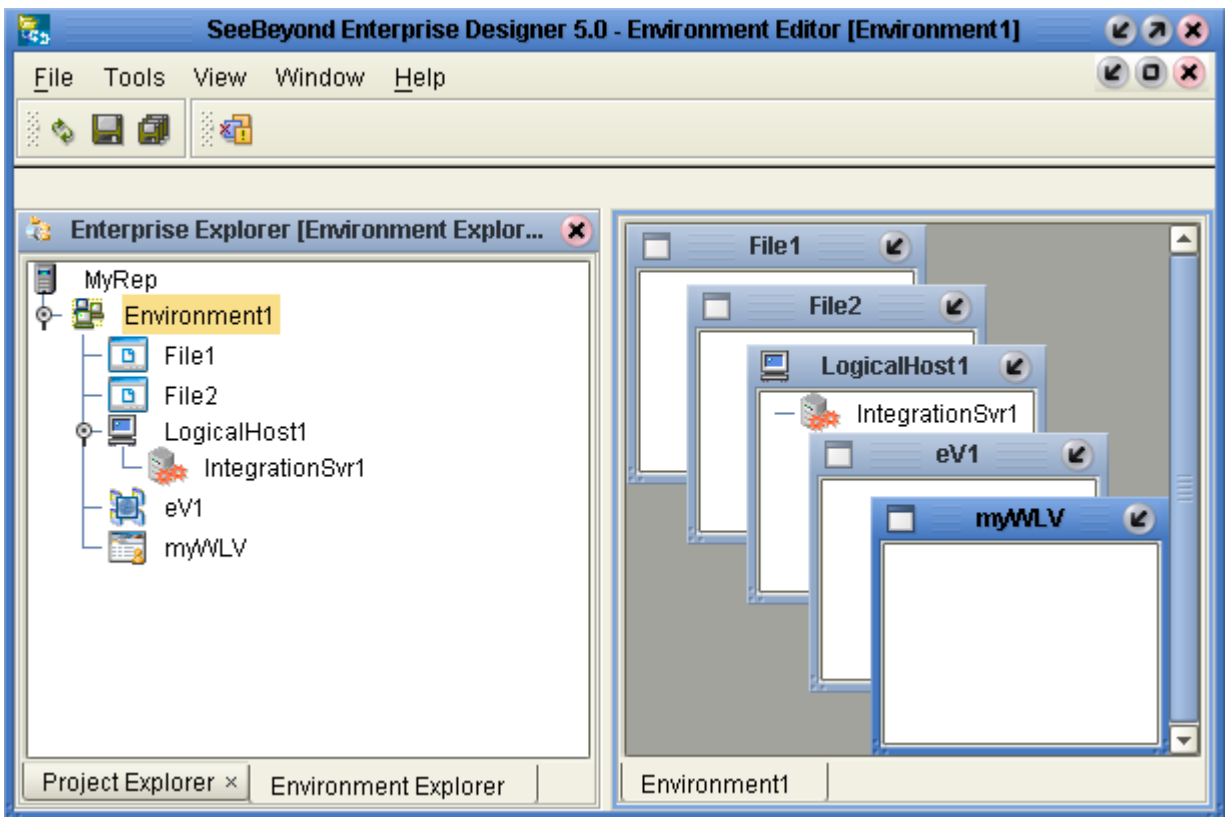 SeeBeyond Enterprise Designer 5.0 - Environment Editor [Environment1]
File Tools View Window Help
Enterprise Explorer [Environment Explor...
MyRep
Environment1
File1
File2
LogicalHost1
IntegrationSvr1
eV1
myWLV
Project Explorer × Environment Explorer
File1
File2
LogicalHost1
IntegrationSvr1
eV1
myWLV
Environment1